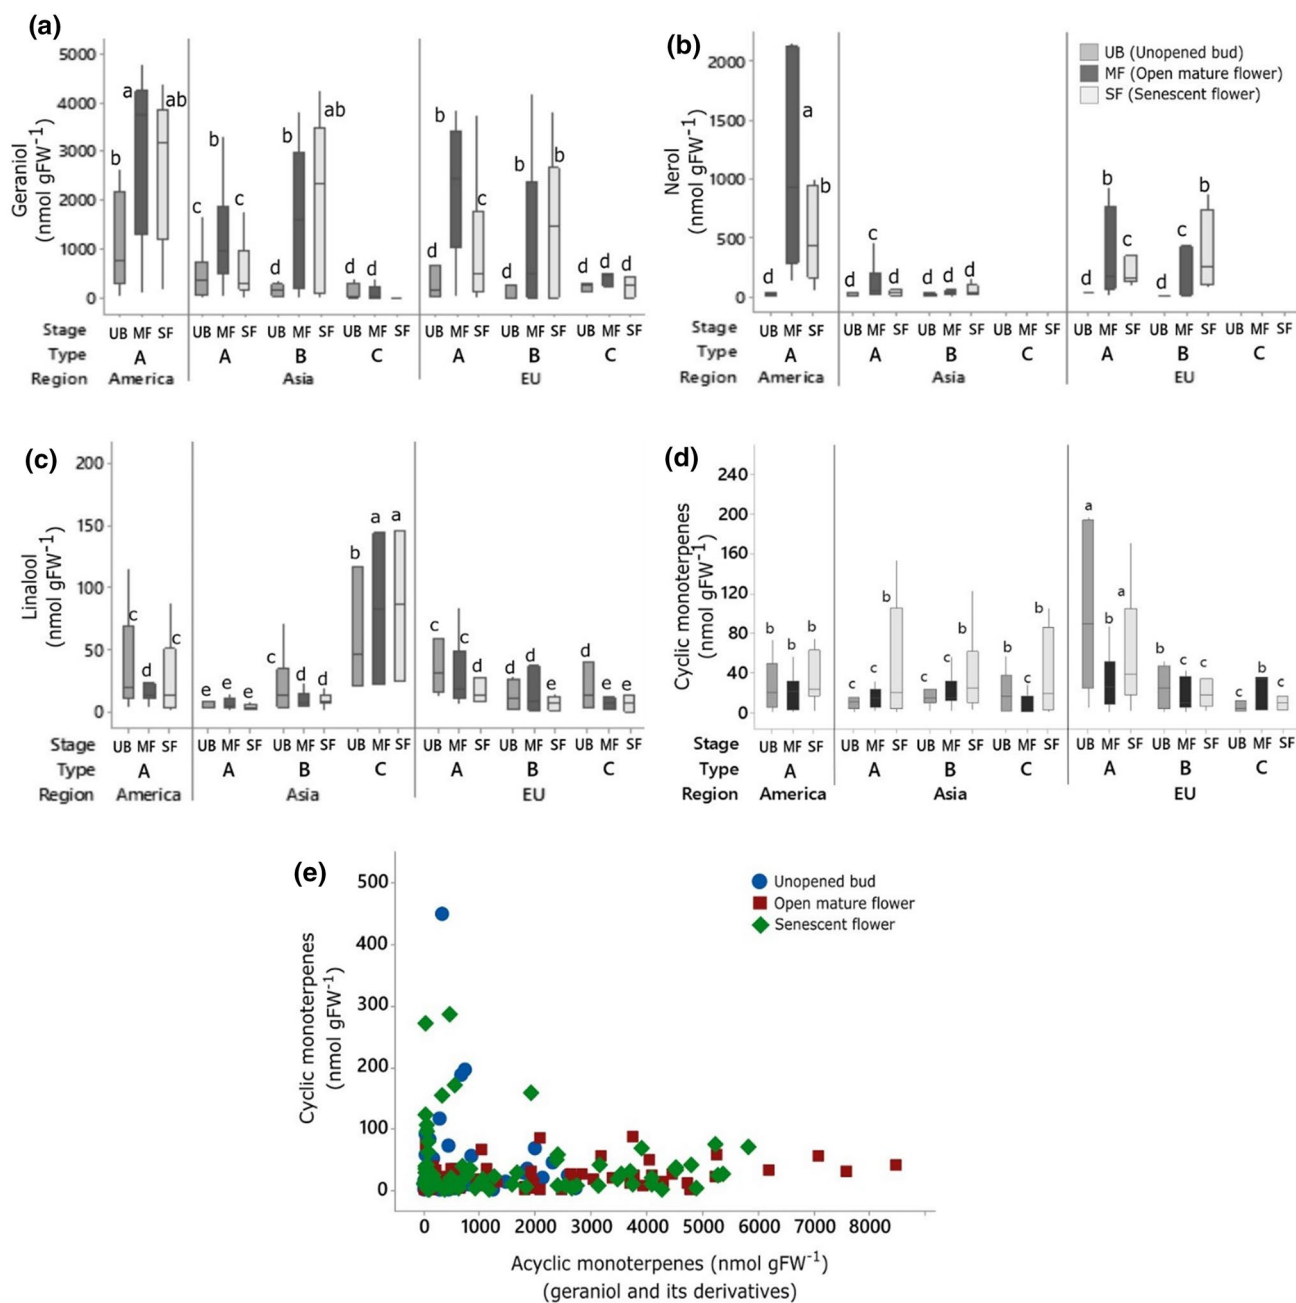 (a)
Geraniol
(nmol gFW⁻¹)
5000
4000
3000
2000
1000
0
b a ab
c b c d b ab d d
d b c d b b d d d
Stage UB MF SF UB MF SF UB MF SF UB MF SF UB MF SF UB MF SF UB MF SF
Type A A B C A B C
Region America Asia EU
(b)
Nerol
(nmol gFW⁻¹)
2000
1500
1000
500
0
UB (Unopened bud)
MF (Open mature flower)
SF (Senescent flower)
d a b
d c d d d d
d b c d c b
Stage UB MF SF UB MF SF UB MF SF UB MF SF UB MF SF UB MF SF UB MF SF
Type A A B C A B C
Region America Asia EU
(c)
Linalool
(nmol gFW⁻¹)
200
150
100
50
0
c d c
e e e c d d b a a
c c d d d e d e e
Stage UB MF SF UB MF SF UB MF SF UB MF SF UB MF SF UB MF SF UB MF SF
Type A A B C A B C
Region America Asia EU
(d)
Cyclic monoterpenes
(nmol gFW⁻¹)
240
200
160
120
80
40
0
b b b
c c b c c b b c b
a b a b c c c b c
Stage UB MF SF UB MF SF UB MF SF UB MF SF UB MF SF UB MF SF UB MF SF
Type A A B C A B C
Region America Asia EU
(e)
Cyclic monoterpenes
(nmol gFW⁻¹)
500
400
300
200
100
0
Unopened bud
Open mature flower
Senescent flower
0 1000 2000 3000 4000 5000 6000 7000 8000
Acyclic monoterpenes (nmol gFW⁻¹)
(geraniol and its derivatives)